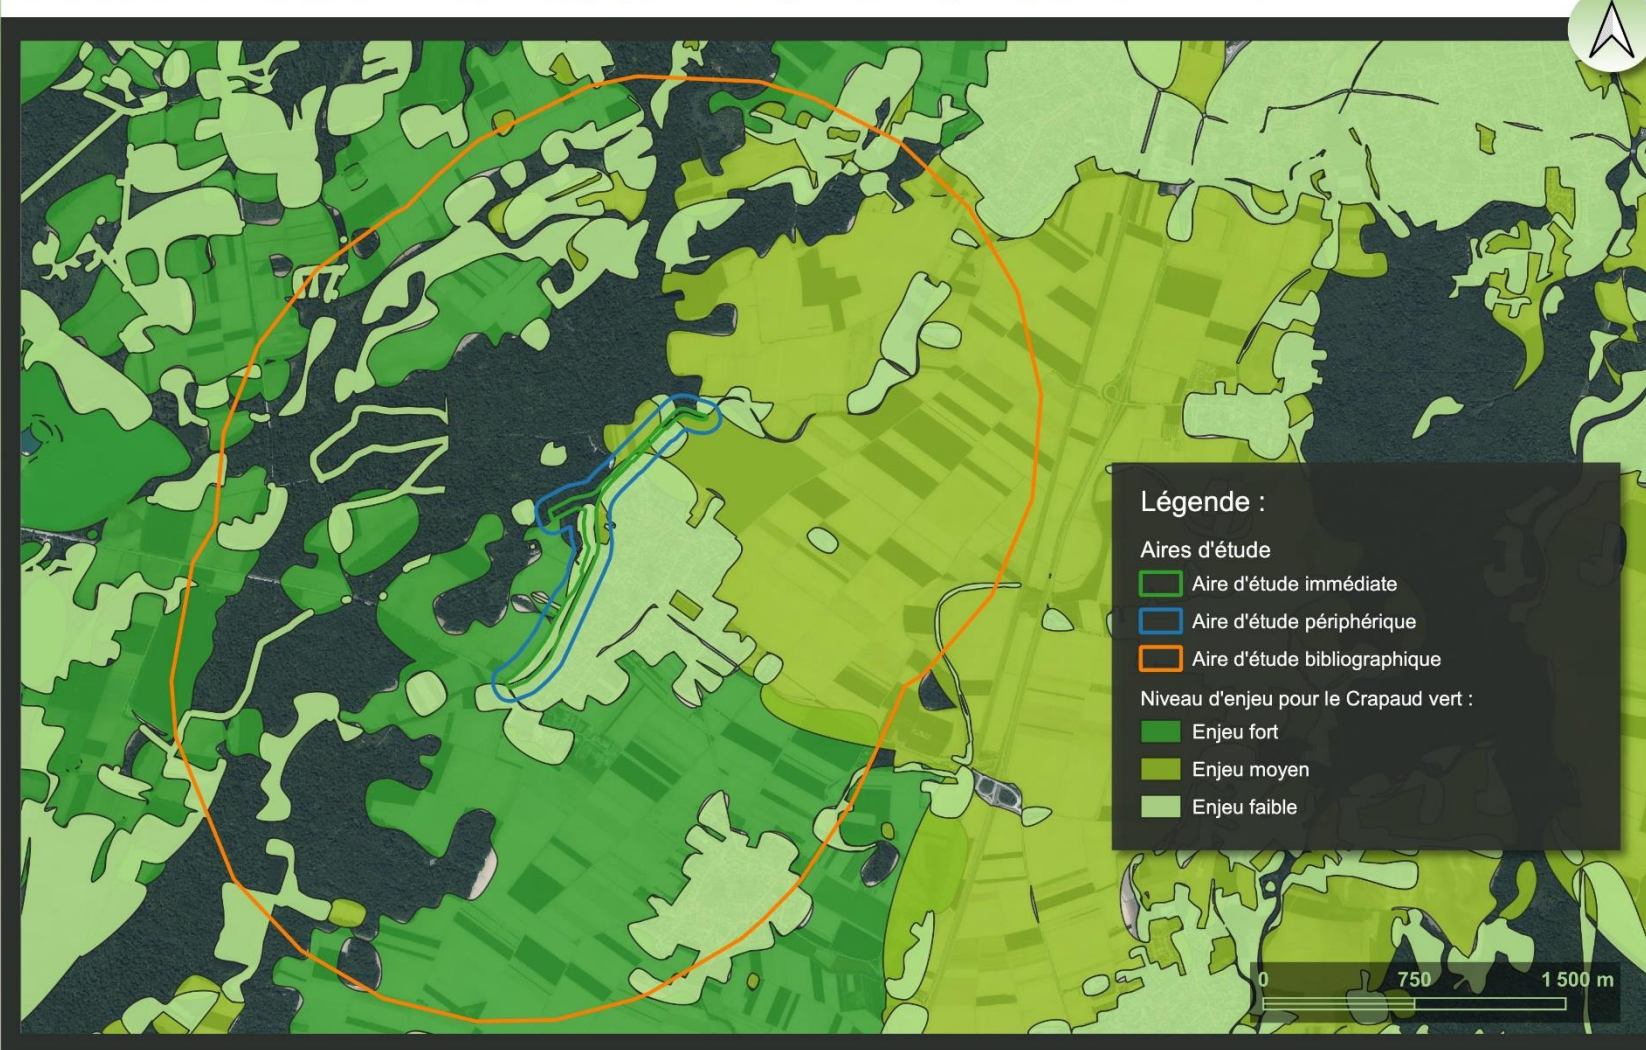 Légende :
Aires d'étude
Aire d'étude immédiate
Aire d'étude périphérique
Aire d'étude bibliographique
Niveau d'enjeu pour le Crapaud vert :
Enjeu fort
Enjeu moyen
Enjeu faible
0 750 1 500 m